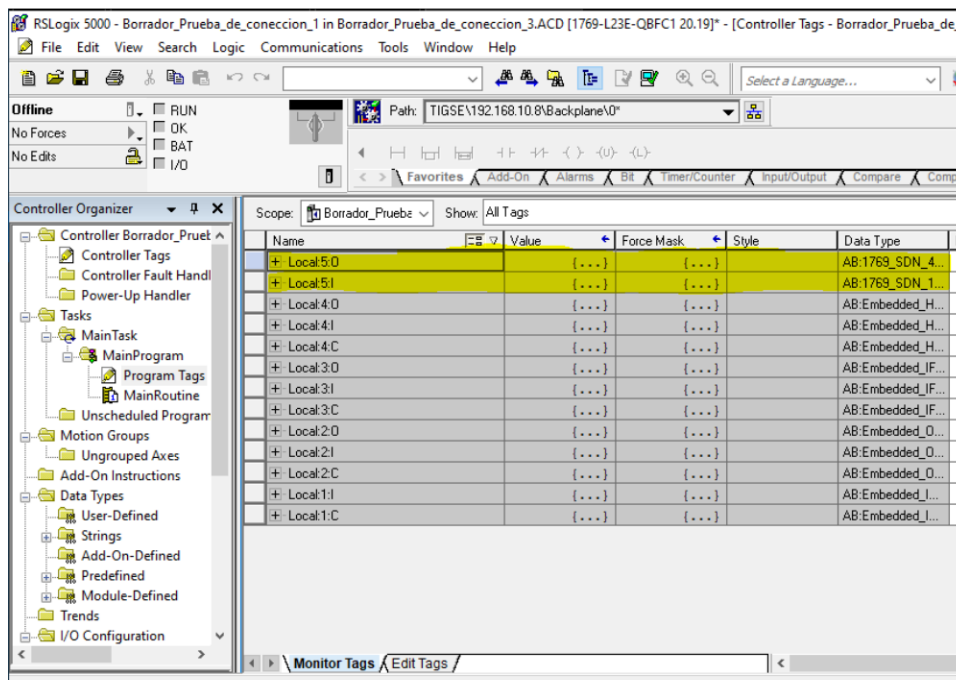 RSLogix 5000 - Borrador_Prueba_de_coneccion_1 in Borrador_Prueba_de_coneccion_3.ACD [1769-L23E-QBFC1 20.19]* - [Controller Tags - Borrador_Prueba_de_
File Edit View Search Logic Communications Tools Window Help
Select a Language...
Offline RUN
No Forces OK
No Edits BAT
I/O
Path: TIGSE\192.168.10.8\Backplane\0*
Favorites Add-On Alarms Bit Timer/Counter Input/Output Compare Comp
Controller Organizer
Controller Borrador_Prueb
Controller Tags
Controller Fault Handl
Power-Up Handler
Tasks
MainTask
MainProgram
Program Tags
MainRoutine
Unscheduled Program
Motion Groups
Ungrouped Axes
Add-On Instructions
Data Types
User-Defined
Strings
Add-On-Defined
Predefined
Module-Defined
Trends
I/O Configuration
Scope: Borrador_Prueba Show: All Tags
Name Value Force Mask Style Data Type
Local:5:O {...} {...} AB:1769_SDN_4...
Local:5:I {...} {...} AB:1769_SDN_1...
Local:4:O {...} {...} AB:Embedded_H...
Local:4:I {...} {...} AB:Embedded_H...
Local:4:C {...} {...} AB:Embedded_H...
Local:3:O {...} {...} AB:Embedded_IF...
Local:3:I {...} {...} AB:Embedded_IF...
Local:3:C {...} {...} AB:Embedded_IF...
Local:2:O {...} {...} AB:Embedded_O...
Local:2:I {...} {...} AB:Embedded_O...
Local:2:C {...} {...} AB:Embedded_O...
Local:1:I {...} {...} AB:Embedded_I...
Local:1:C {...} {...} AB:Embedded_I...
Monitor Tags Edit Tags